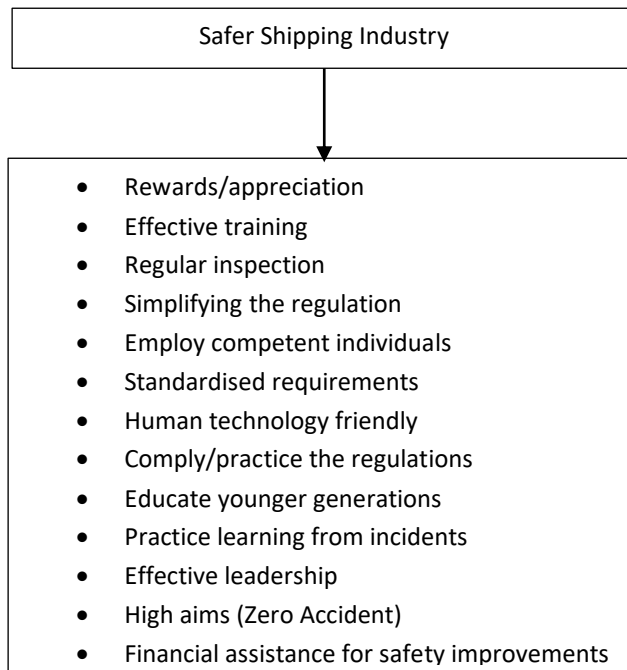 Safer Shipping Industry
• Rewards/appreciation
• Effective training
• Regular inspection
• Simplifying the regulation
• Employ competent individuals
• Standardised requirements
• Human technology friendly
• Comply/practice the regulations
• Educate younger generations
• Practice learning from incidents
• Effective leadership
• High aims (Zero Accident)
• Financial assistance for safety improvements